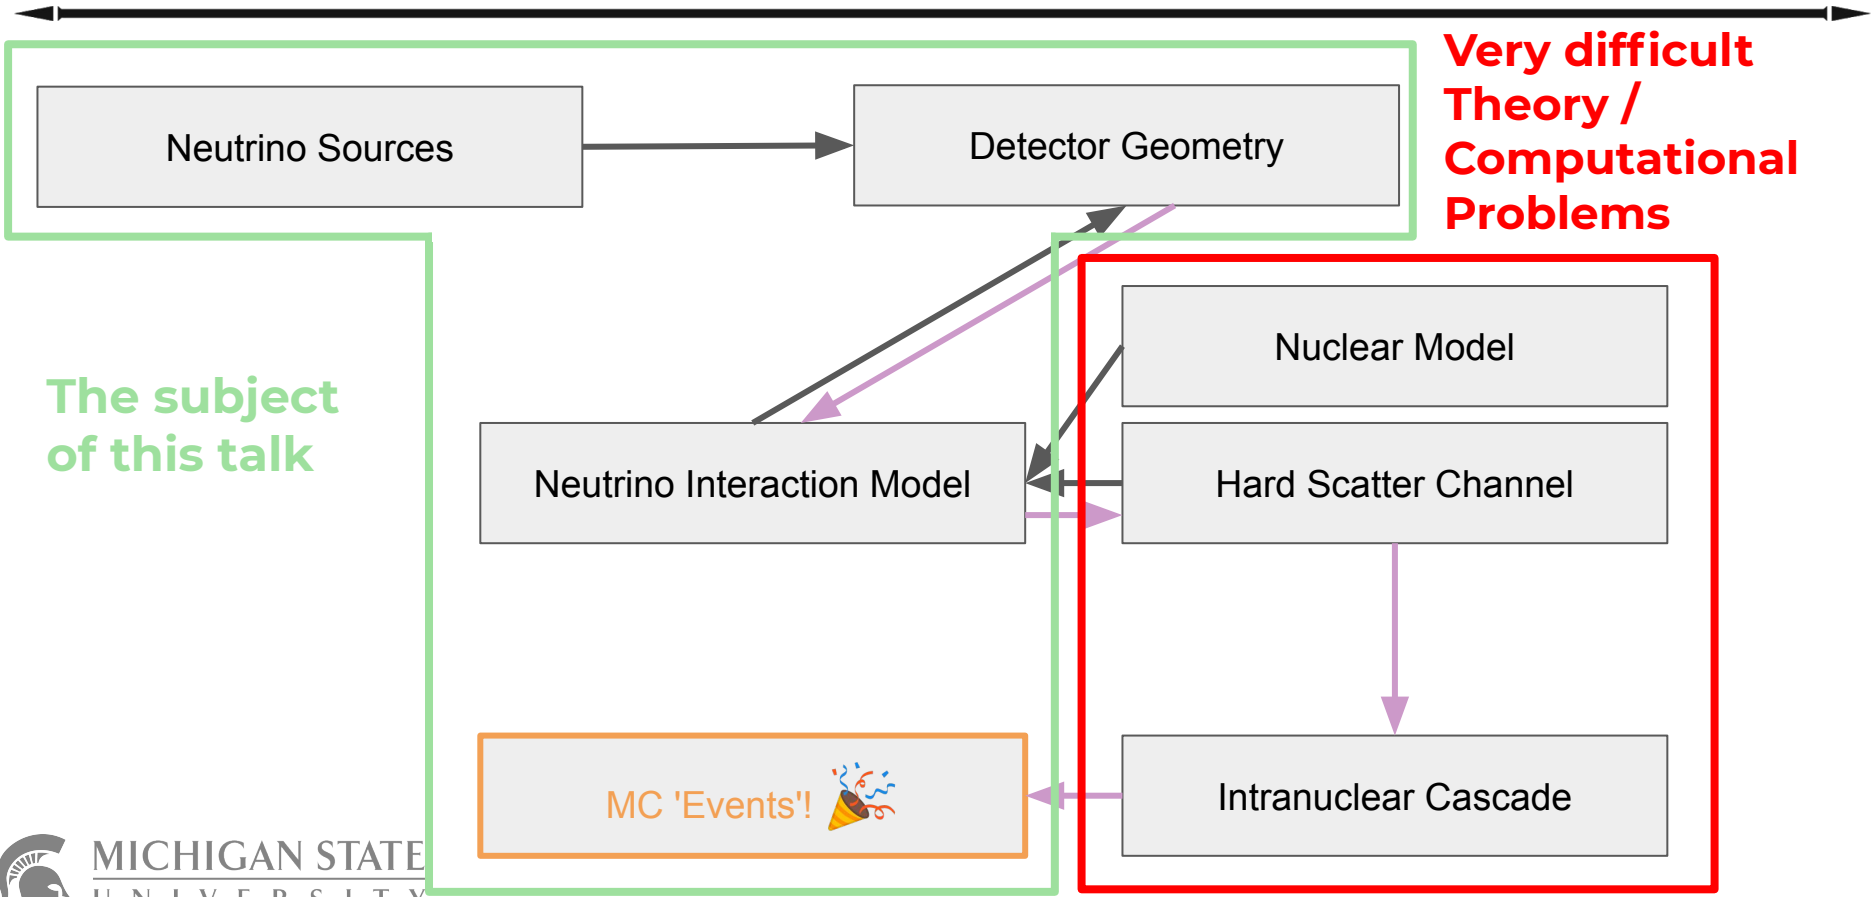 Very difficult
Theory /
Computational
Problems
Neutrino Sources
Detector Geometry
Nuclear Model
The subject
of this talk
Neutrino Interaction Model
Hard Scatter Channel
MC 'Events'!
Intranuclear Cascade
MICHIGAN STATE
UNIVERSITY